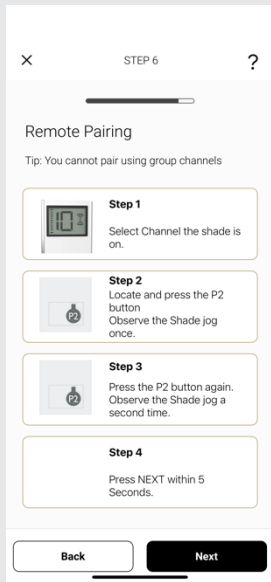 STEP 6
?
Remote Pairing
Tip: You cannot pair using group channels
10
Step 1
Select Channel the shade is
on.
P2
Step 2
Locate and press the P2
button
Observe the Shade jog
once.
P2
Step 3
Press the P2 button again.
Observe the Shade jog a
second time.
Step 4
Press NEXT within 5
Seconds.
Back
Next